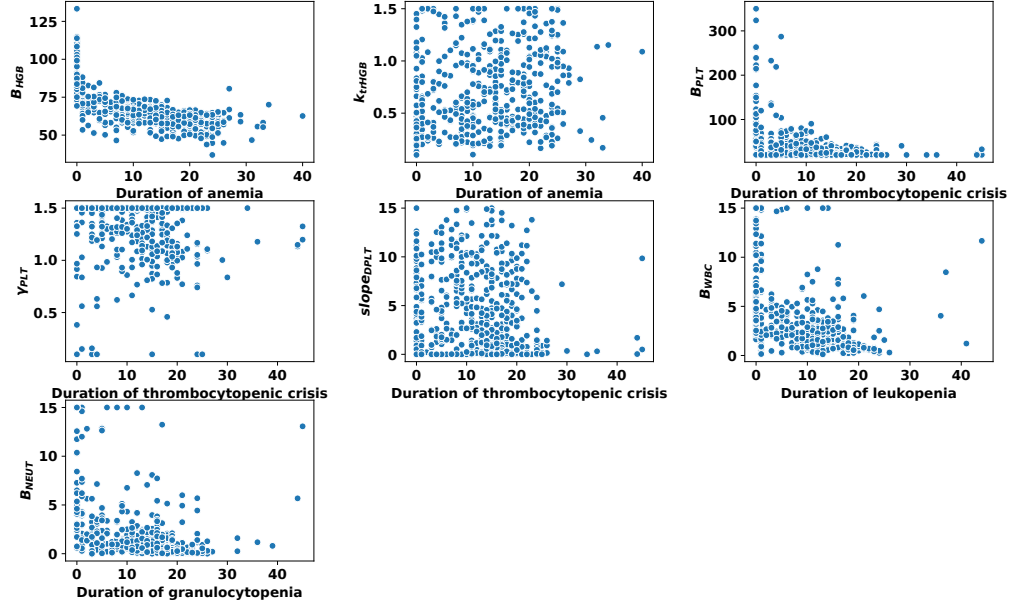 125
100
75
50
B_HGB
0 10 20 30 40
Duration of anemia
1.5
1.0
0.5
k_trHGB
0 10 20 30 40
Duration of anemia
300
200
100
B_PLT
0 10 20 30 40
Duration of thrombocytopenic crisis
1.5
1.0
0.5
γ_PLT
0 10 20 30 40
Duration of thrombocytopenic crisis
15
10
5
0
slope_DPLT
0 10 20 30 40
Duration of thrombocytopenic crisis
15
10
5
0
B_WBC
0 10 20 30 40
Duration of leukopenia
15
10
5
0
B_NEUT
0 10 20 30 40
Duration of granulocytopenia